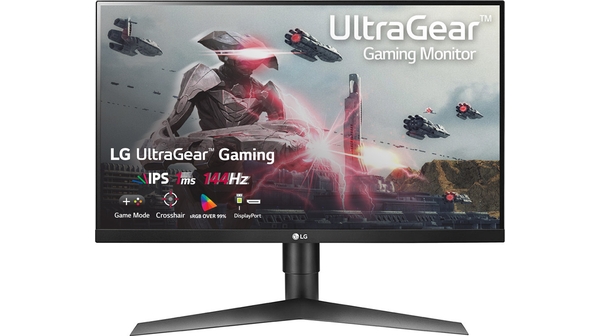 UltraGear™
Gaming Monitor
LG UltraGear™ Gaming
IPS 1ms 144Hz
Game Mode Crosshair sRGB OVER 99% DisplayPort
LG